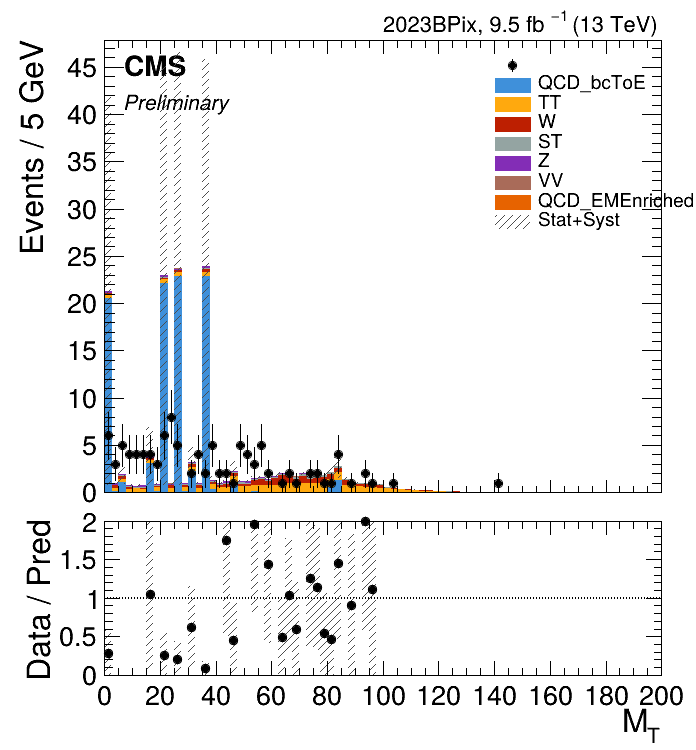 2023BPix, 9.5 fb⁻¹ (13 TeV)
CMS
Preliminary
Events / 5 GeV
45
40
35
30
25
20
15
10
5
0
QCD_bcToE
TT
W
ST
Z
VV
QCD_EMEnriched
Stat+Syst
Data / Pred
2
1.5
1
0.5
0
0 20 40 60 80 100 120 140 160 180 200
M_T